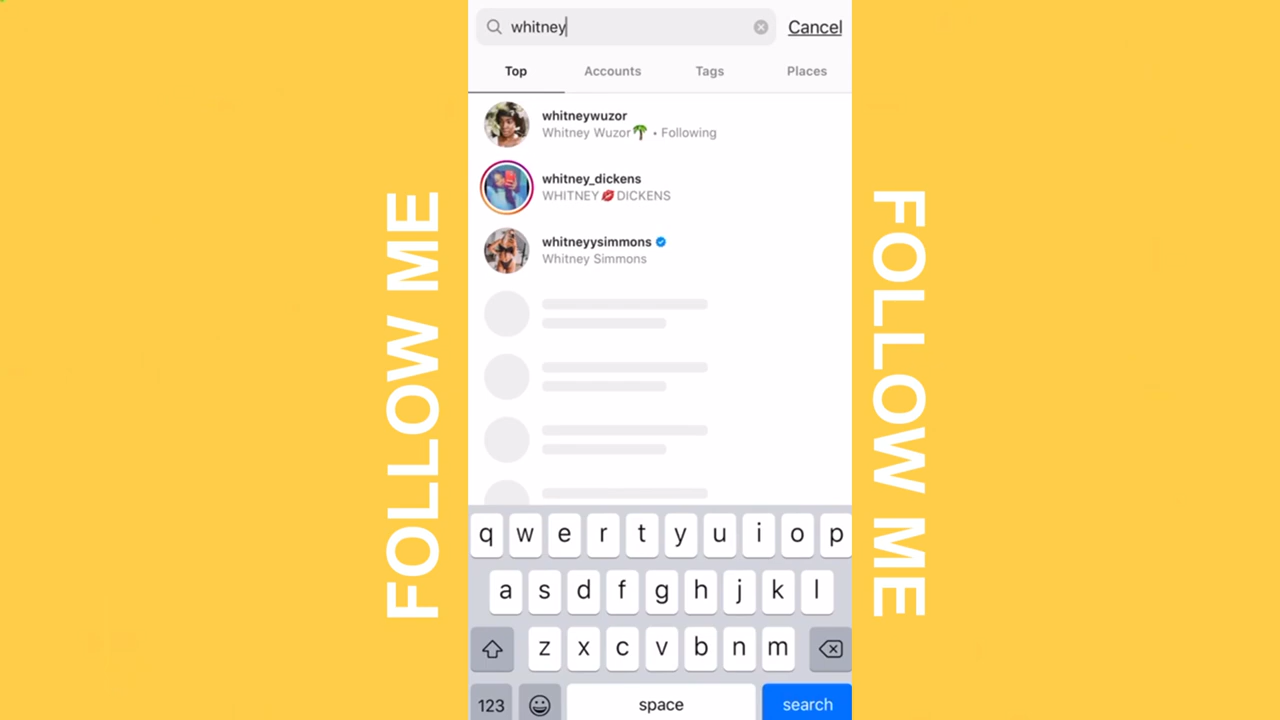 whitney
Cancel
Top
Accounts
Tags
Places
whitneywuzor
Whitney Wuzor🌴 • Following
whitney_dickens
WHITNEY💋DICKENS
whitneyysimmons
Whitney Simmons
FOLLOW ME
FOLLOW ME
q w e r t y u i o p
a s d f g h j k l
z x c v b n m
123
space
search